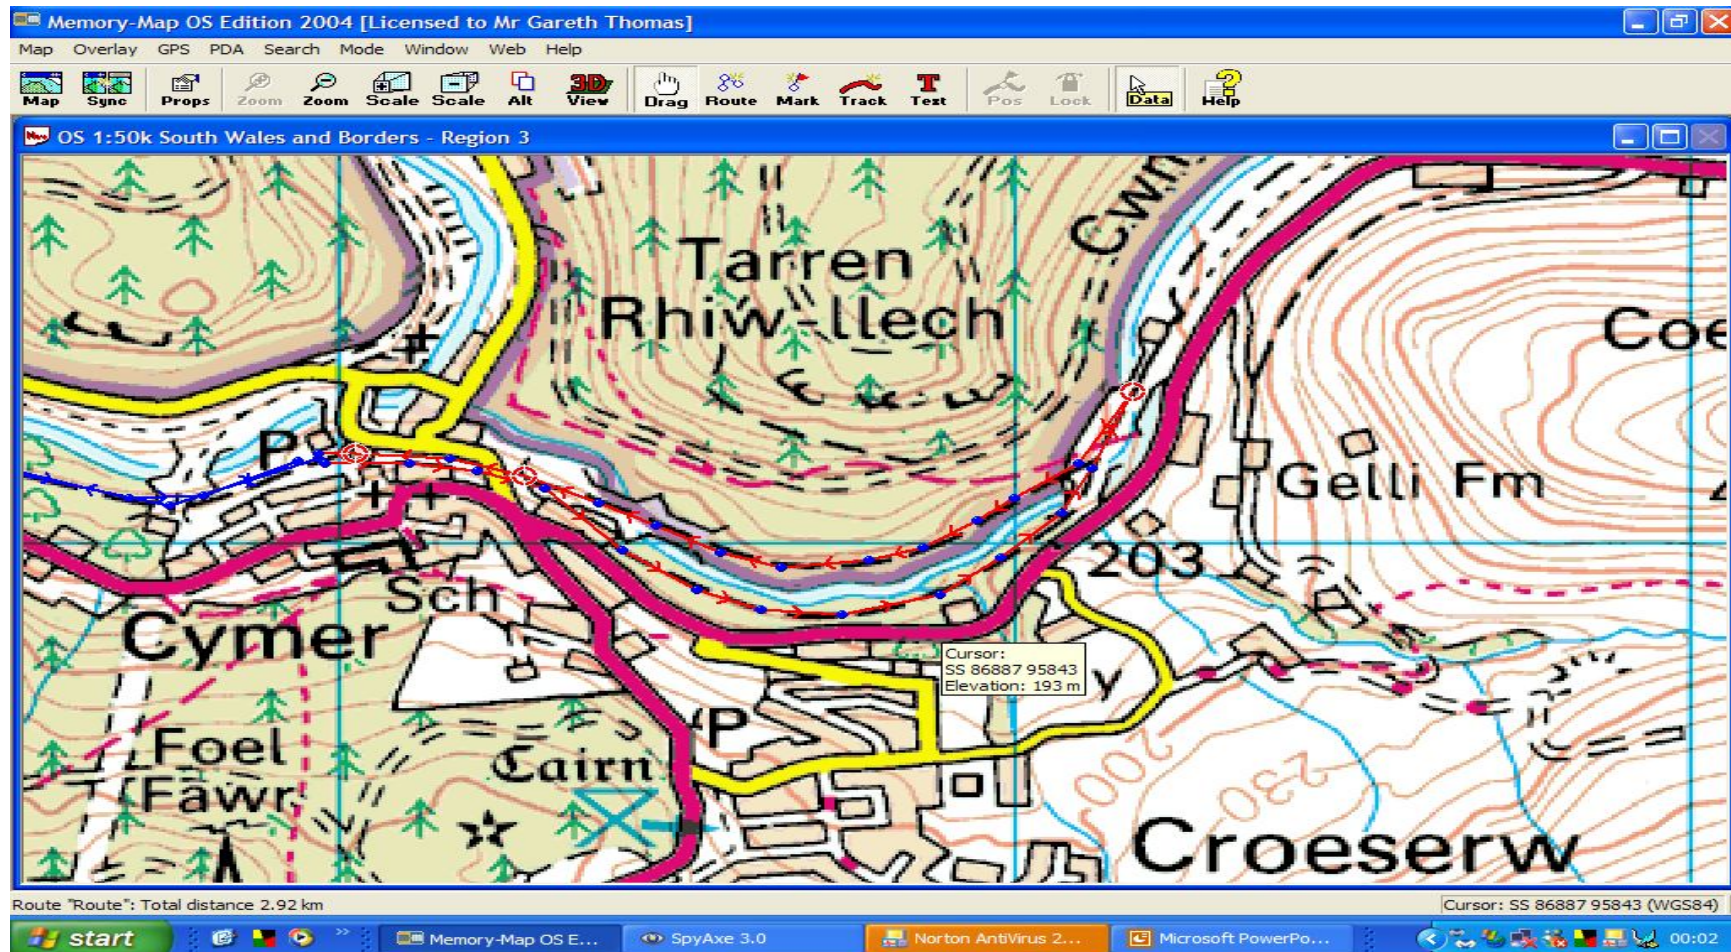 Memory-Map OS Edition 2004 [Licensed to Mr Gareth Thomas]
Map Overlay GPS PDA Search Mode Window Web Help
Map Sync Props Zoom Zoom Scale Scale Alt 3D View Drag Route Mark Track Text Pos Lock Data Help
OS 1:50k South Wales and Borders - Region 3
Cwm
Tarren
Rhiw-llech
Coe
P
Gelli Fm
203
Sch
Cymer
Cursor:
SS 86887 95843
Elevation: 193 m
y
P
Foel
Fawr
Cairn
200
230
Croeserw
Route "Route": Total distance 2.92 km
Cursor: SS 86887 95843 (WGS84)
start
Memory-Map OS E...
SpyAxe 3.0
Norton AntiVirus 2...
Microsoft PowerPo...
00:02